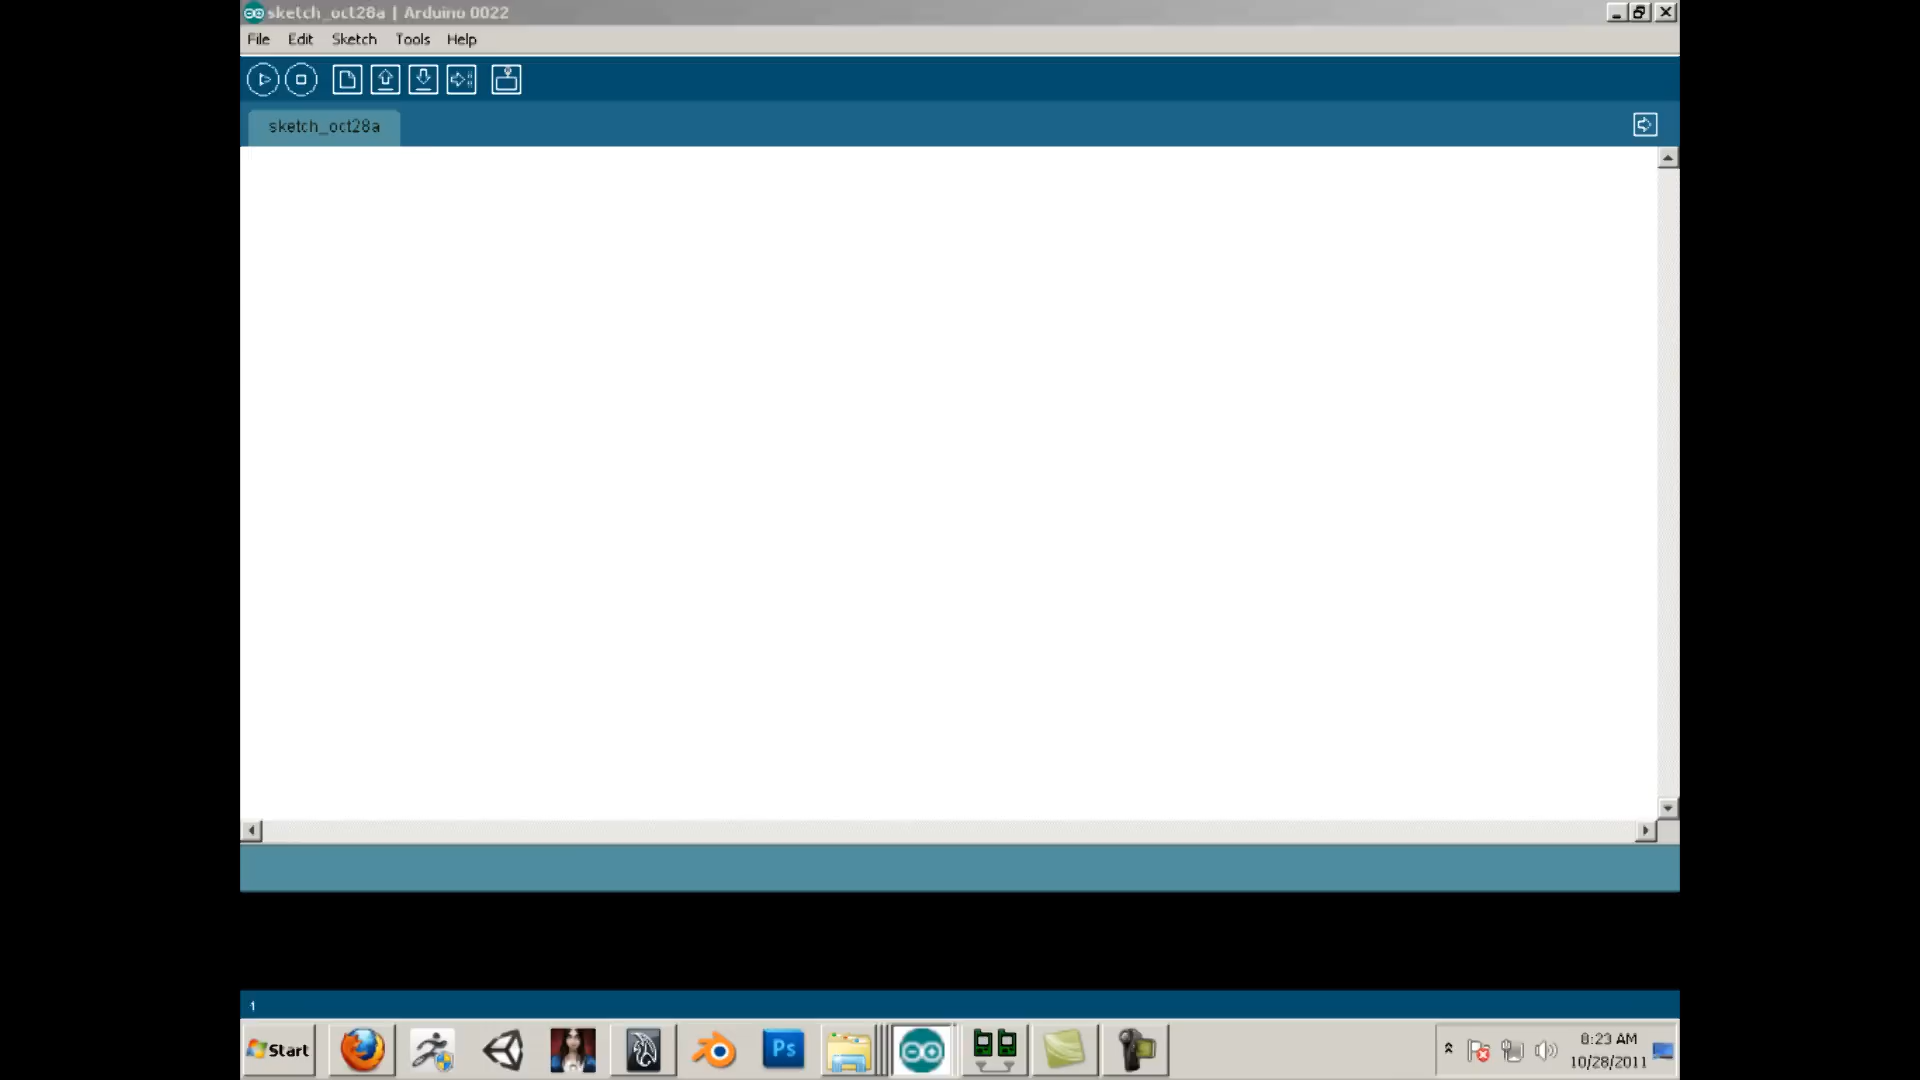 sketch_oct28a | Arduino 0022
File Edit Sketch Tools Help
sketch_oct28a
1
Start
Ps
8:23 AM
10/28/2011